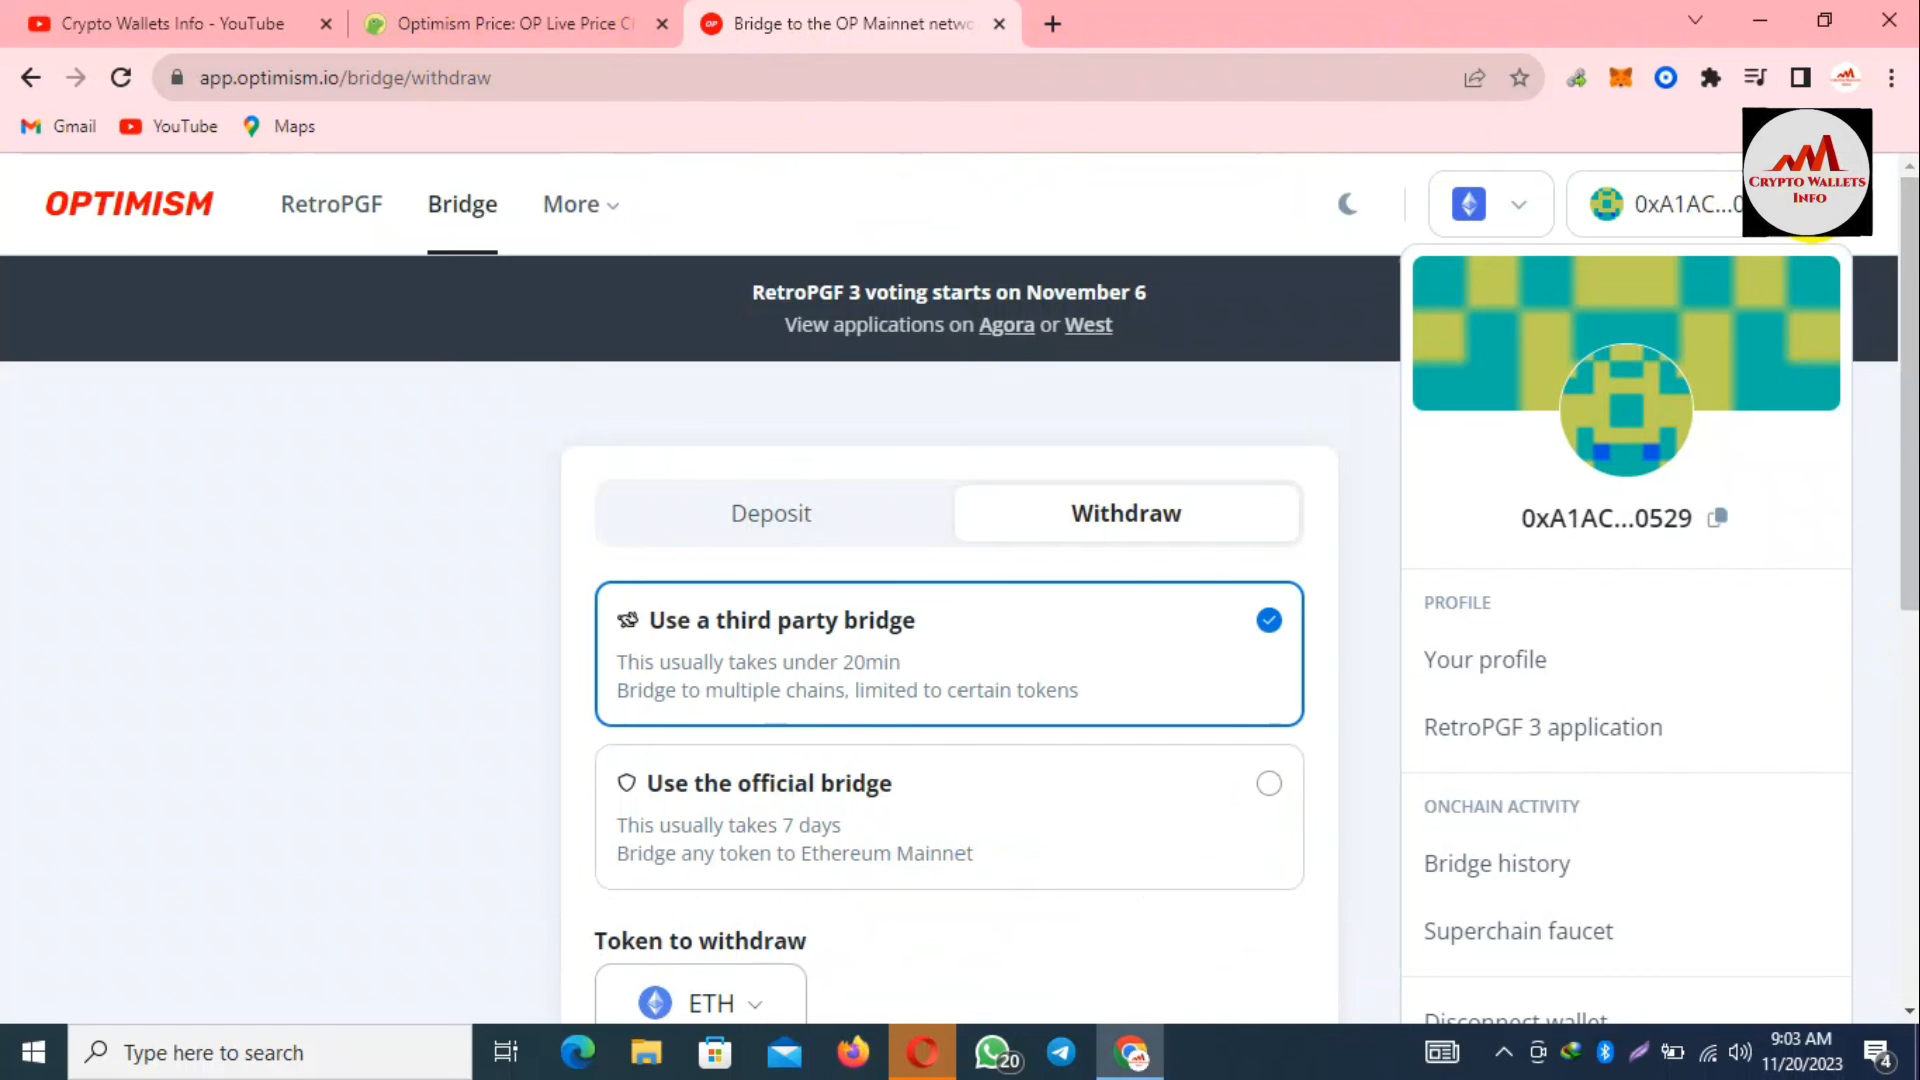 Crypto Wallets Info - YouTube
Optimism Price: OP Live Price C
Bridge to the OP Mainnet netwo
app.optimism.io/bridge/withdraw
Gmail
YouTube
Maps
OPTIMISM
RetroPGF
Bridge
More
0xA1AC...0
CRYPTO WALLETS
INFO
RetroPGF 3 voting starts on November 6
View applications on Agora or West
Deposit
Withdraw
Use a third party bridge
This usually takes under 20min
Bridge to multiple chains, limited to certain tokens
Use the official bridge
This usually takes 7 days
Bridge any token to Ethereum Mainnet
Token to withdraw
ETH
0xA1AC...0529
PROFILE
Your profile
RetroPGF 3 application
ONCHAIN ACTIVITY
Bridge history
Superchain faucet
Disconnect wallet
Type here to search
20
9:03 AM
11/20/2023
4